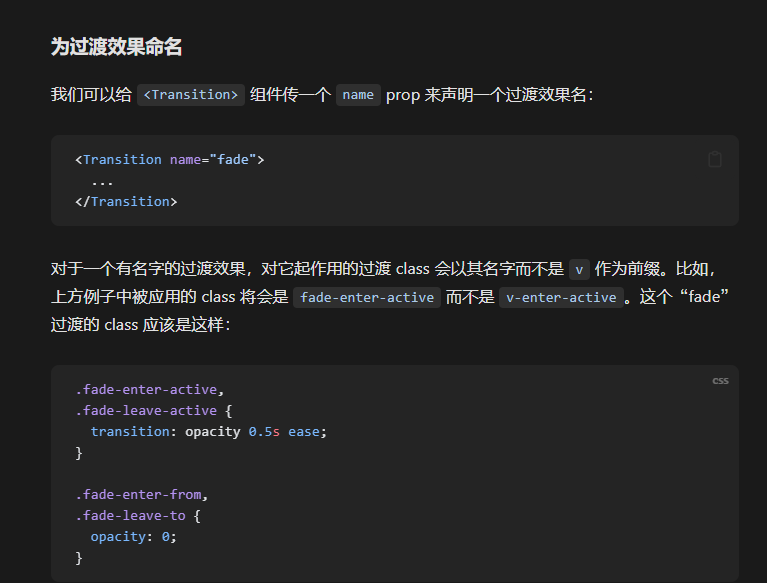 为过渡效果命名
我们可以给 <Transition> 组件传一个 name prop 来声明一个过渡效果名：
<Transition name="fade">
...
</Transition>
对于一个有名字的过渡效果，对它起作用的过渡 class 会以其名字而不是 v 作为前缀。比如，
上方例子中被应用的 class 将会是 fade-enter-active 而不是 v-enter-active。这个“fade”
过渡的 class 应该是这样：
css
.fade-enter-active,
.fade-leave-active {
transition: opacity 0.5s ease;
}
.fade-enter-from,
.fade-leave-to {
opacity: 0;
}